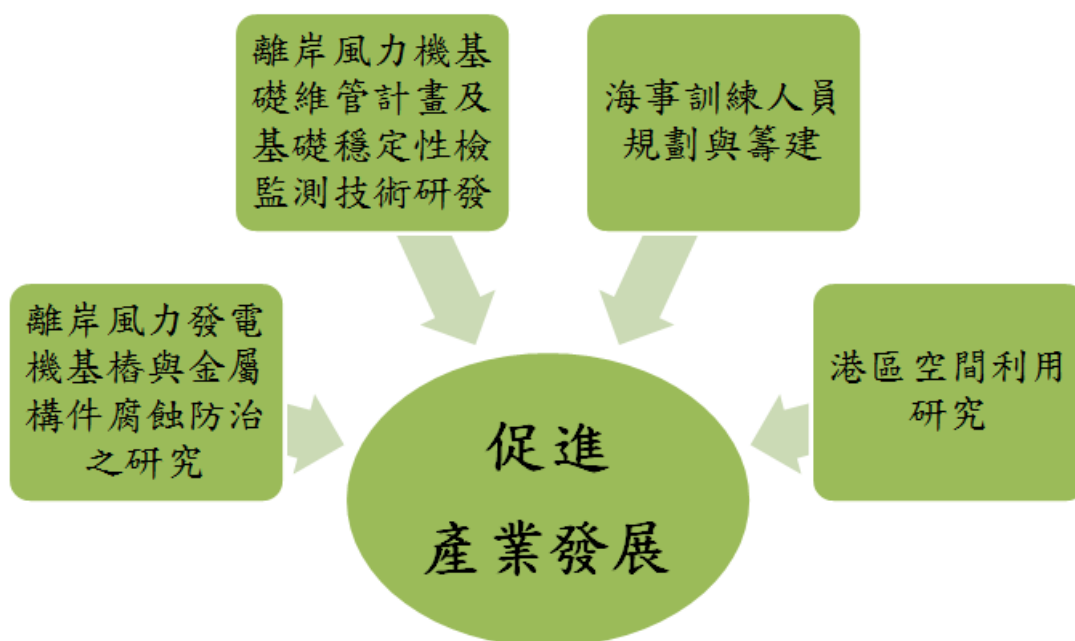 離岸風力機基
礎維管計畫及
基礎穩定性檢
監測技術研發
海事訓練人員
規劃與籌建
離岸風力發電
機基樁與金屬
構件腐蝕防治
之研究
港區空間利用
研究
促進
產業發展